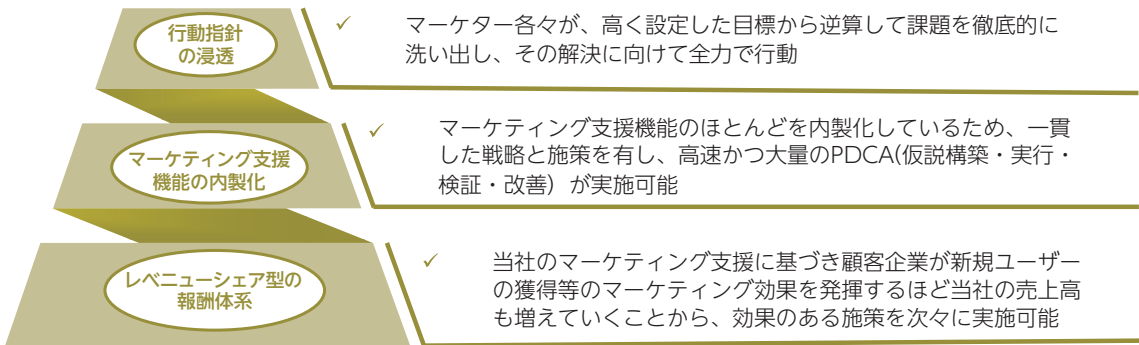 行動指針
の浸透
✓ マーケター各々が、高く設定した目標から逆算して課題を徹底的に
洗い出し、その解決に向けて全力で行動
マーケティング支援
機能の内製化
✓ マーケティング支援機能のほとんどを内製化しているため、一貫
した戦略と施策を有し、高速かつ大量のPDCA(仮説構築・実行・
検証・改善）が実施可能
レベニューシェア型の
報酬体系
✓ 当社のマーケティング支援に基づき顧客企業が新規ユーザー
の獲得等のマーケティング効果を発揮するほど当社の売上高
も増えていくことから、効果のある施策を次々に実施可能